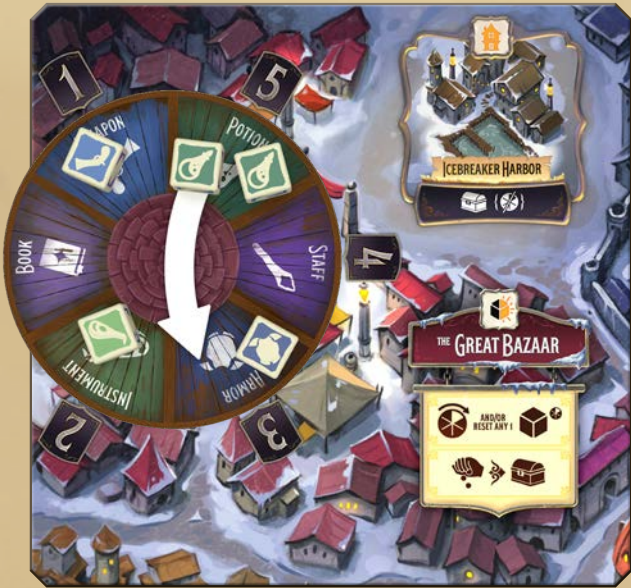 1
5
APON
POTION
ICEBREAKER HARBOR
BOOK
STAFF
4
THE GREAT BAZAAR
INSTRUMENT
ARMOR
AND/OR
RESET ANY 1
2
3